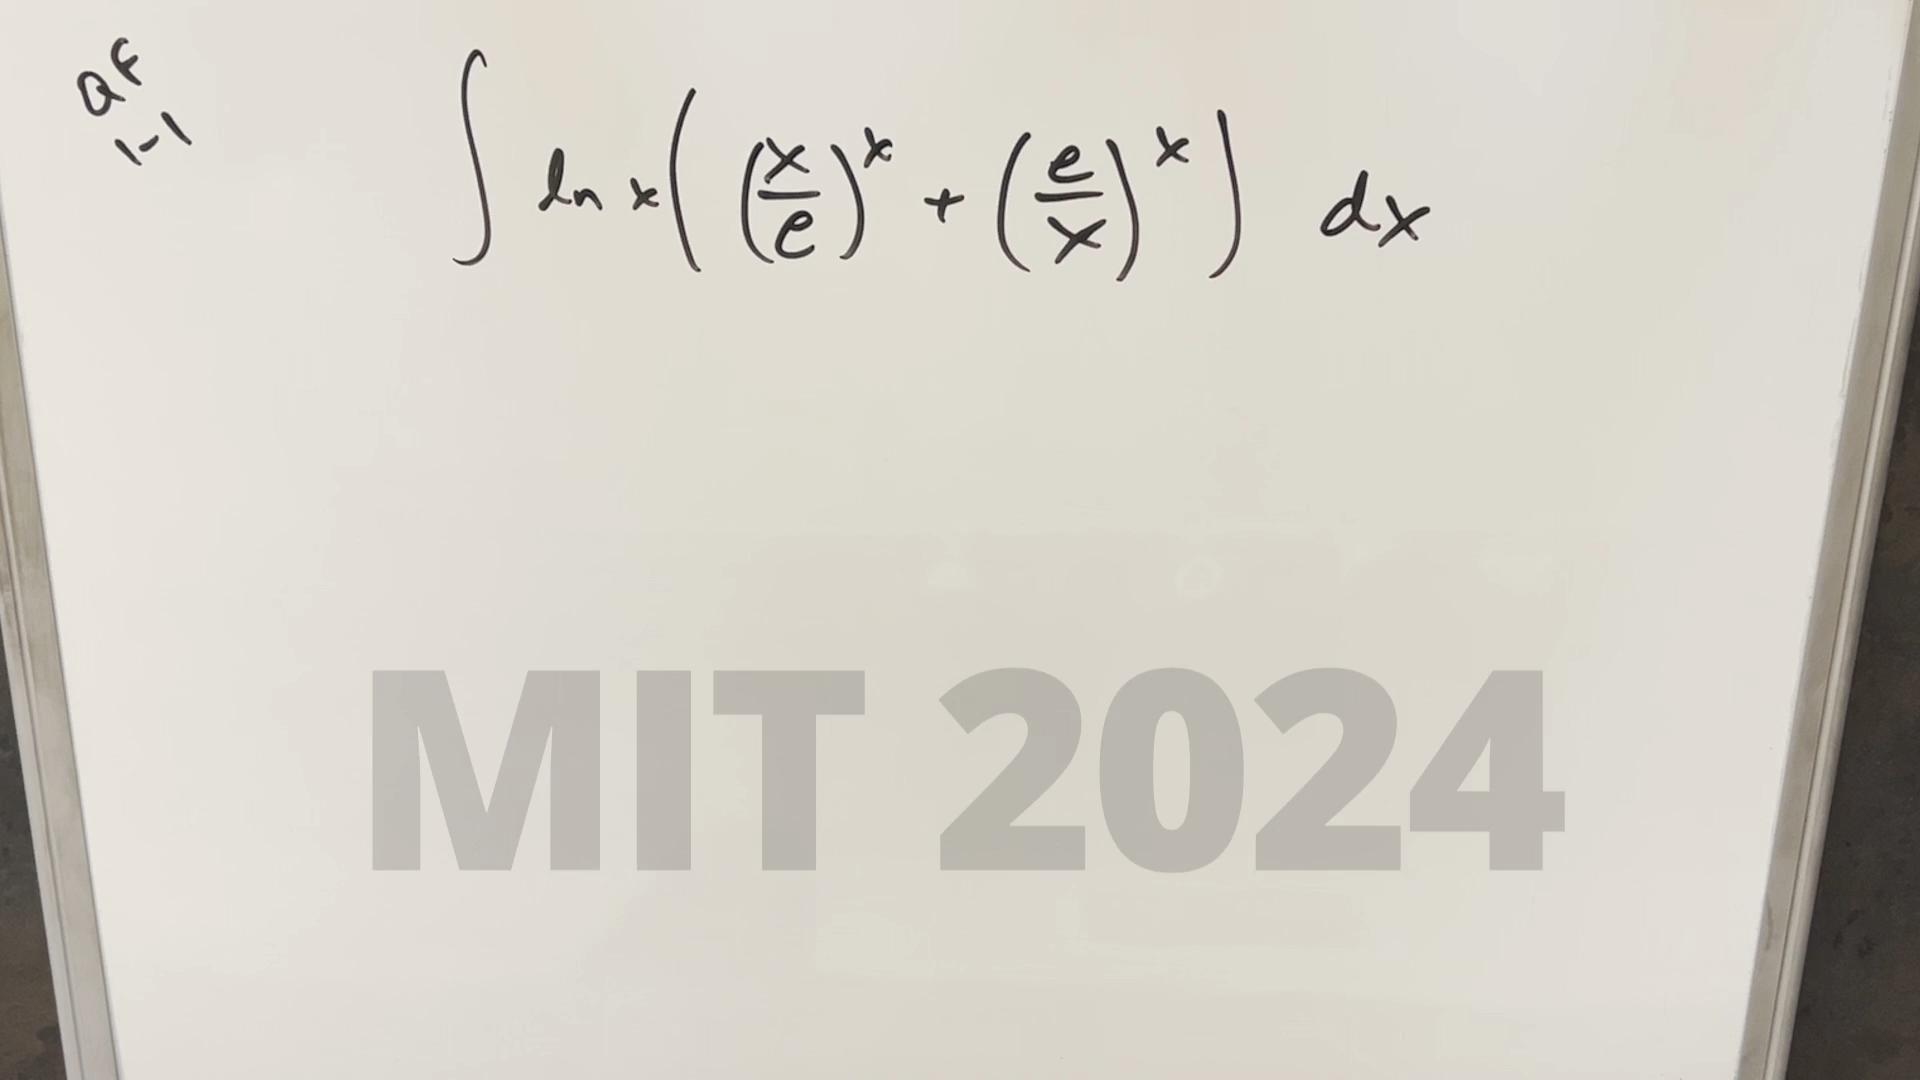 QF
1-1
∫ ln x ( (x/e)^x + (e/x)^x ) dx
MIT 2024